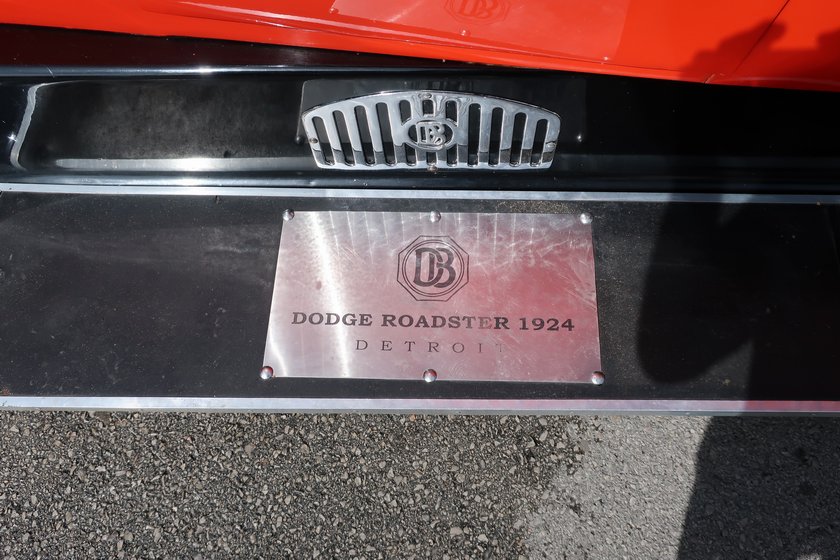 DB
DB
DODGE ROADSTER 1924
DETROIT